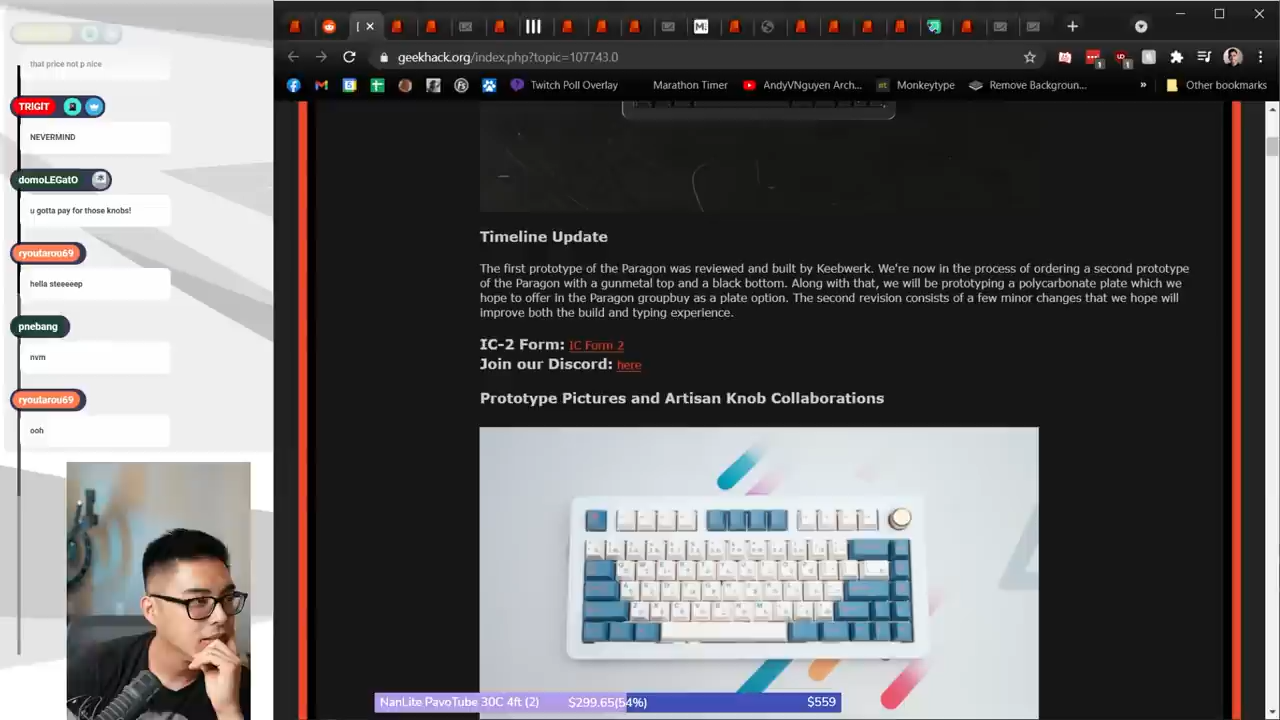 that price not p nice
TRIGIT
NEVERMIND
domoLEGatO
u gotta pay for those knobs!
ryoutarou69
hella steeeeep
pnebang
nvm
ryoutarou69
ooh
geekhack.org/index.php?topic=107743.0
Twitch Poll Overlay
Marathon Timer
AndyVNguyen Arch...
Monkeytype
Remove Backgroun...
»
Other bookmarks
Timeline Update
The first prototype of the Paragon was reviewed and built by Keebwerk. We're now in the process of ordering a second prototype
of the Paragon with a gunmetal top and a black bottom. Along with that, we will be prototyping a polycarbonate plate which we
hope to offer in the Paragon groupbuy as a plate option. The second revision consists of a few minor changes that we hope will
improve both the build and typing experience.
IC-2 Form: IC Form 2
Join our Discord: here
Prototype Pictures and Artisan Knob Collaborations
NanLite PavoTube 30C 4ft (2) $299.65(54%) $559